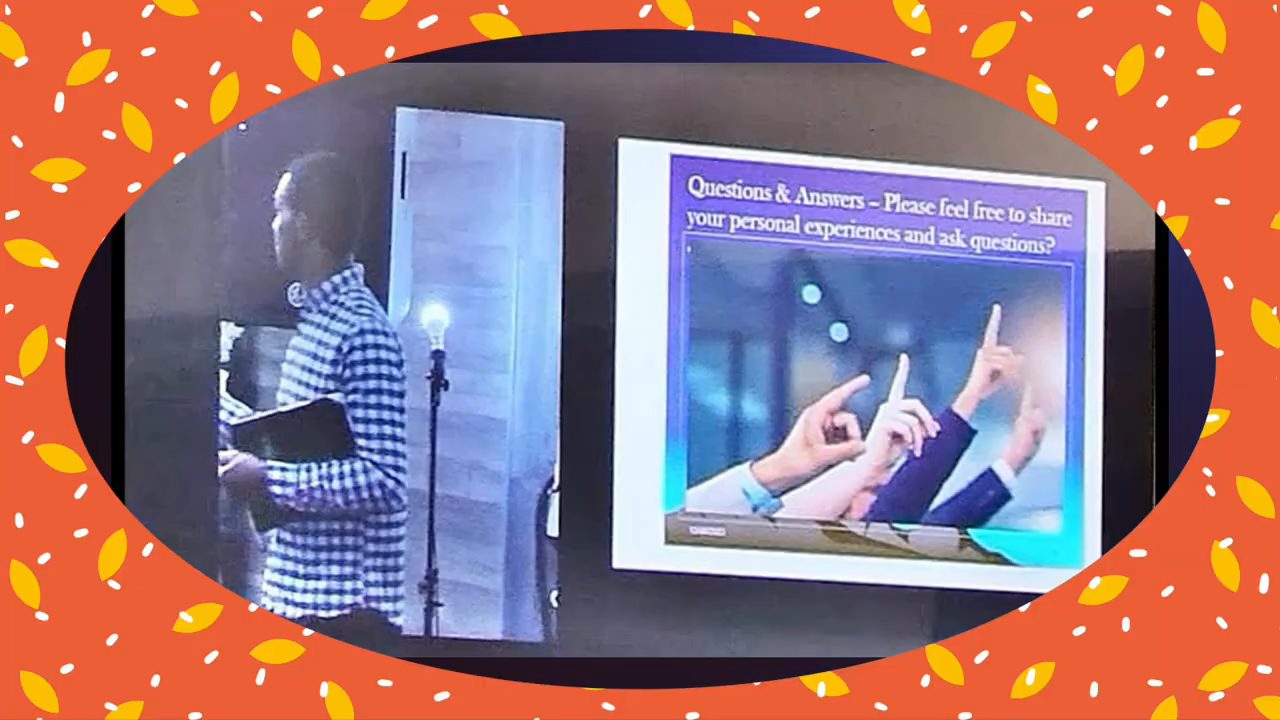 Questions & Answers – Please feel free to share
your personal experiences and ask questions?